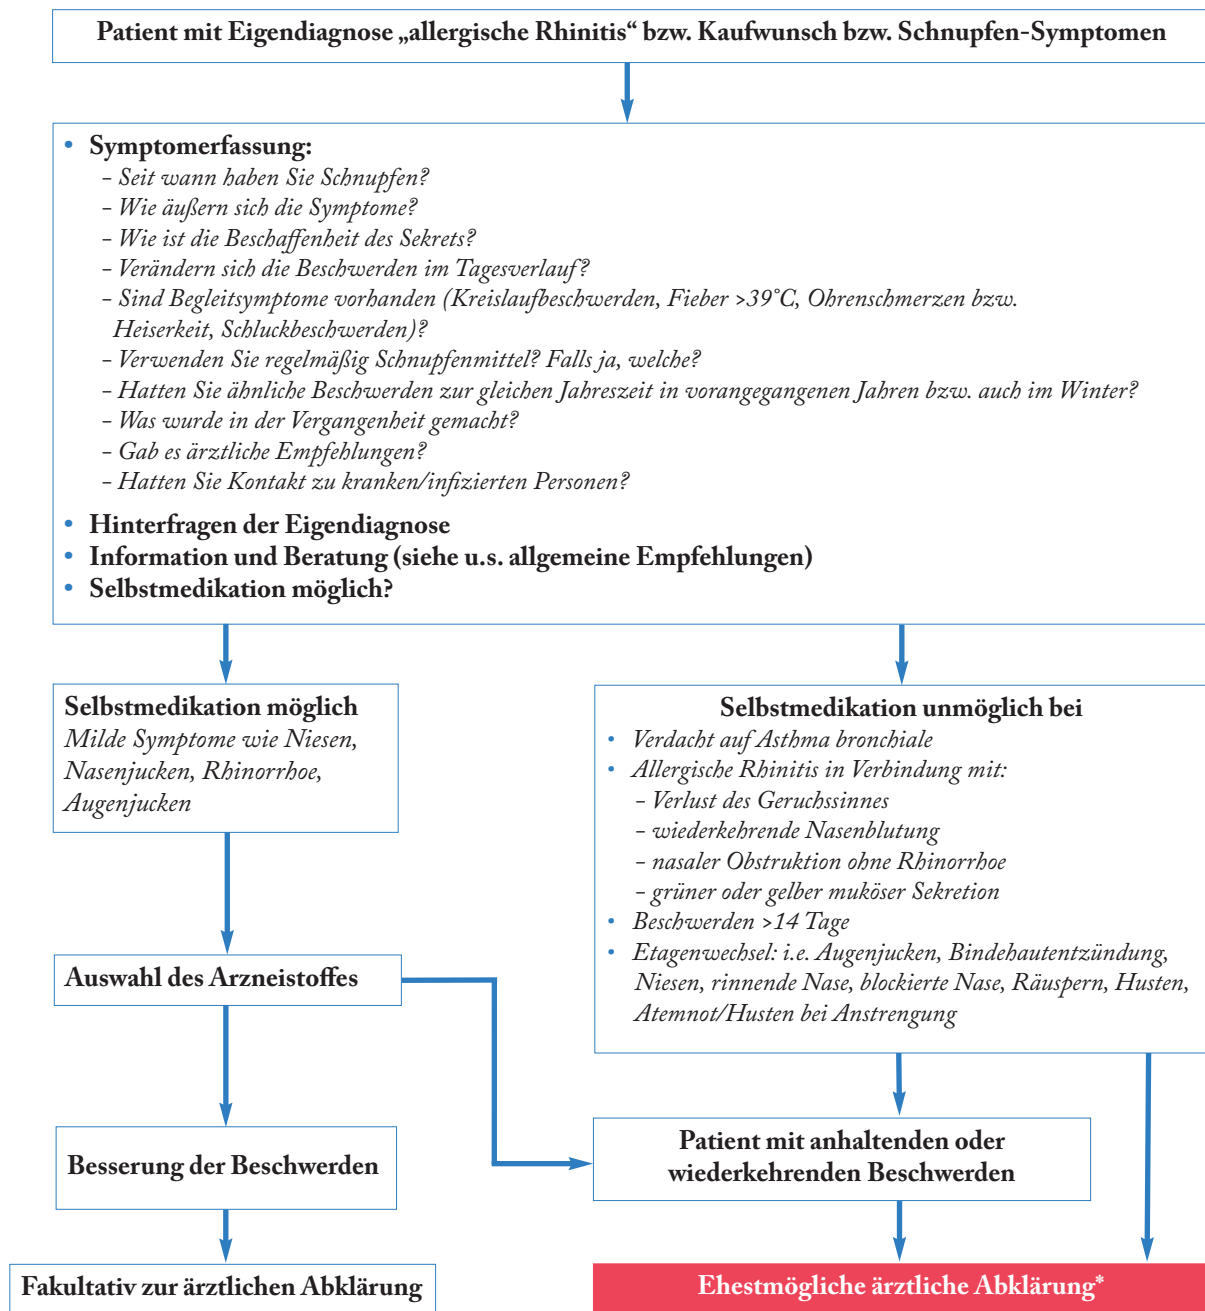 Patient mit Eigendiagnose „allergische Rhinitis“ bzw. Kaufwunsch bzw. Schnupfen-Symptomen
• Symptomerfassung:
– Seit wann haben Sie Schnupfen?
– Wie äußern sich die Symptome?
– Wie ist die Beschaffenheit des Sekrets?
– Verändern sich die Beschwerden im Tagesverlauf?
– Sind Begleitsymptome vorhanden (Kreislaufbeschwerden, Fieber >39°C, Ohrenschmerzen bzw.
Heiserkeit, Schluckbeschwerden)?
– Verwenden Sie regelmäßig Schnupfenmittel? Falls ja, welche?
– Hatten Sie ähnliche Beschwerden zur gleichen Jahreszeit in vorangegangenen Jahren bzw. auch im Winter?
– Was wurde in der Vergangenheit gemacht?
– Gab es ärztliche Empfehlungen?
– Hatten Sie Kontakt zu kranken/infizierten Personen?
• Hinterfragen der Eigendiagnose
• Information und Beratung (siehe u.s. allgemeine Empfehlungen)
• Selbstmedikation möglich?
Selbstmedikation möglich
Milde Symptome wie Niesen,
Nasenjucken, Rhinorrhoe,
Augenjucken
Selbstmedikation unmöglich bei
• Verdacht auf Asthma bronchiale
• Allergische Rhinitis in Verbindung mit:
– Verlust des Geruchssinnes
– wiederkehrende Nasenblutung
– nasaler Obstruktion ohne Rhinorrhoe
– grüner oder gelber muköser Sekretion
• Beschwerden >14 Tage
• Etagenwechsel: i.e. Augenjucken, Bindehautentzündung,
Niesen, rinnende Nase, blockierte Nase, Räuspern, Husten,
Atemnot/Husten bei Anstrengung
Auswahl des Arzneistoffes
Besserung der Beschwerden
Patient mit anhaltenden oder
wiederkehrenden Beschwerden
Fakultativ zur ärztlichen Abklärung
Ehestmögliche ärztliche Abklärung*